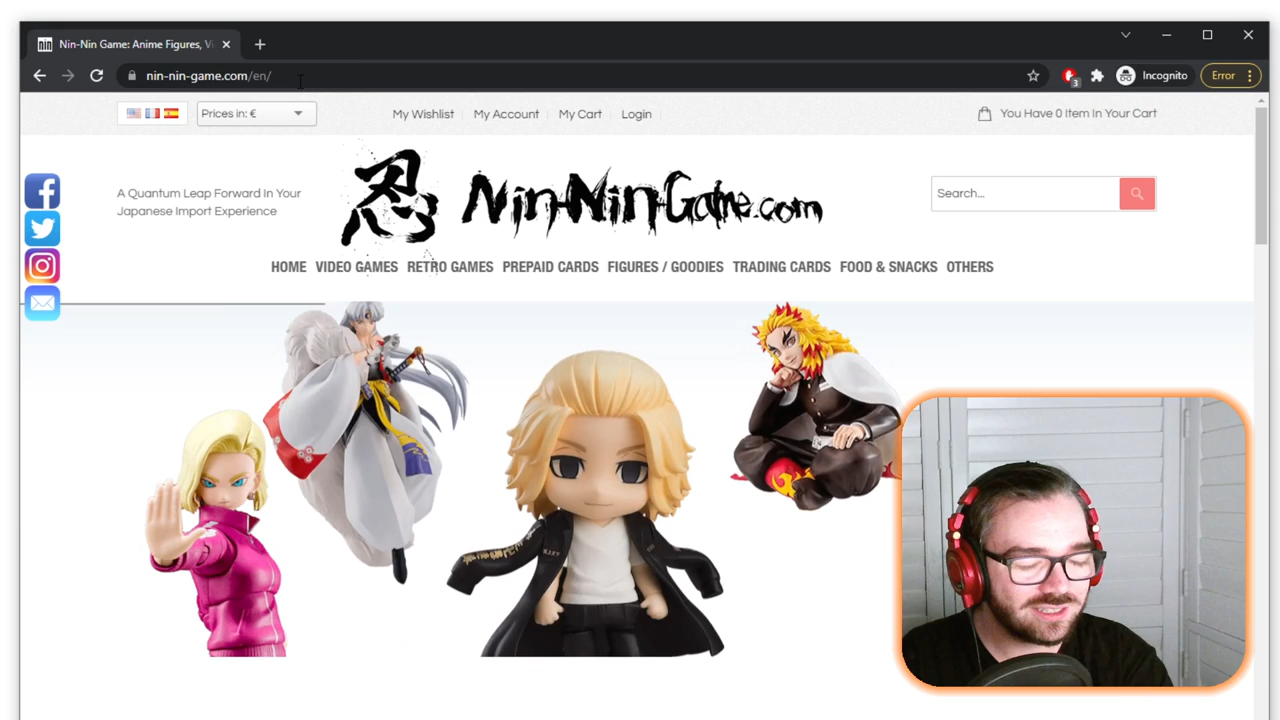 Nin-Nin Game: Anime Figures, Vi
nin-nin-game.com/en/
3
Incognito
Error
Prices in: €
My Wishlist
My Account
My Cart
Login
You Have 0 Item In Your Cart
A Quantum Leap Forward In Your
Japanese Import Experience
忍
Nin-Nin-Game.com
Search...
HOME VIDEO GAMES RETRO GAMES PREPAID CARDS FIGURES / GOODIES TRADING CARDS FOOD & SNACKS OTHERS